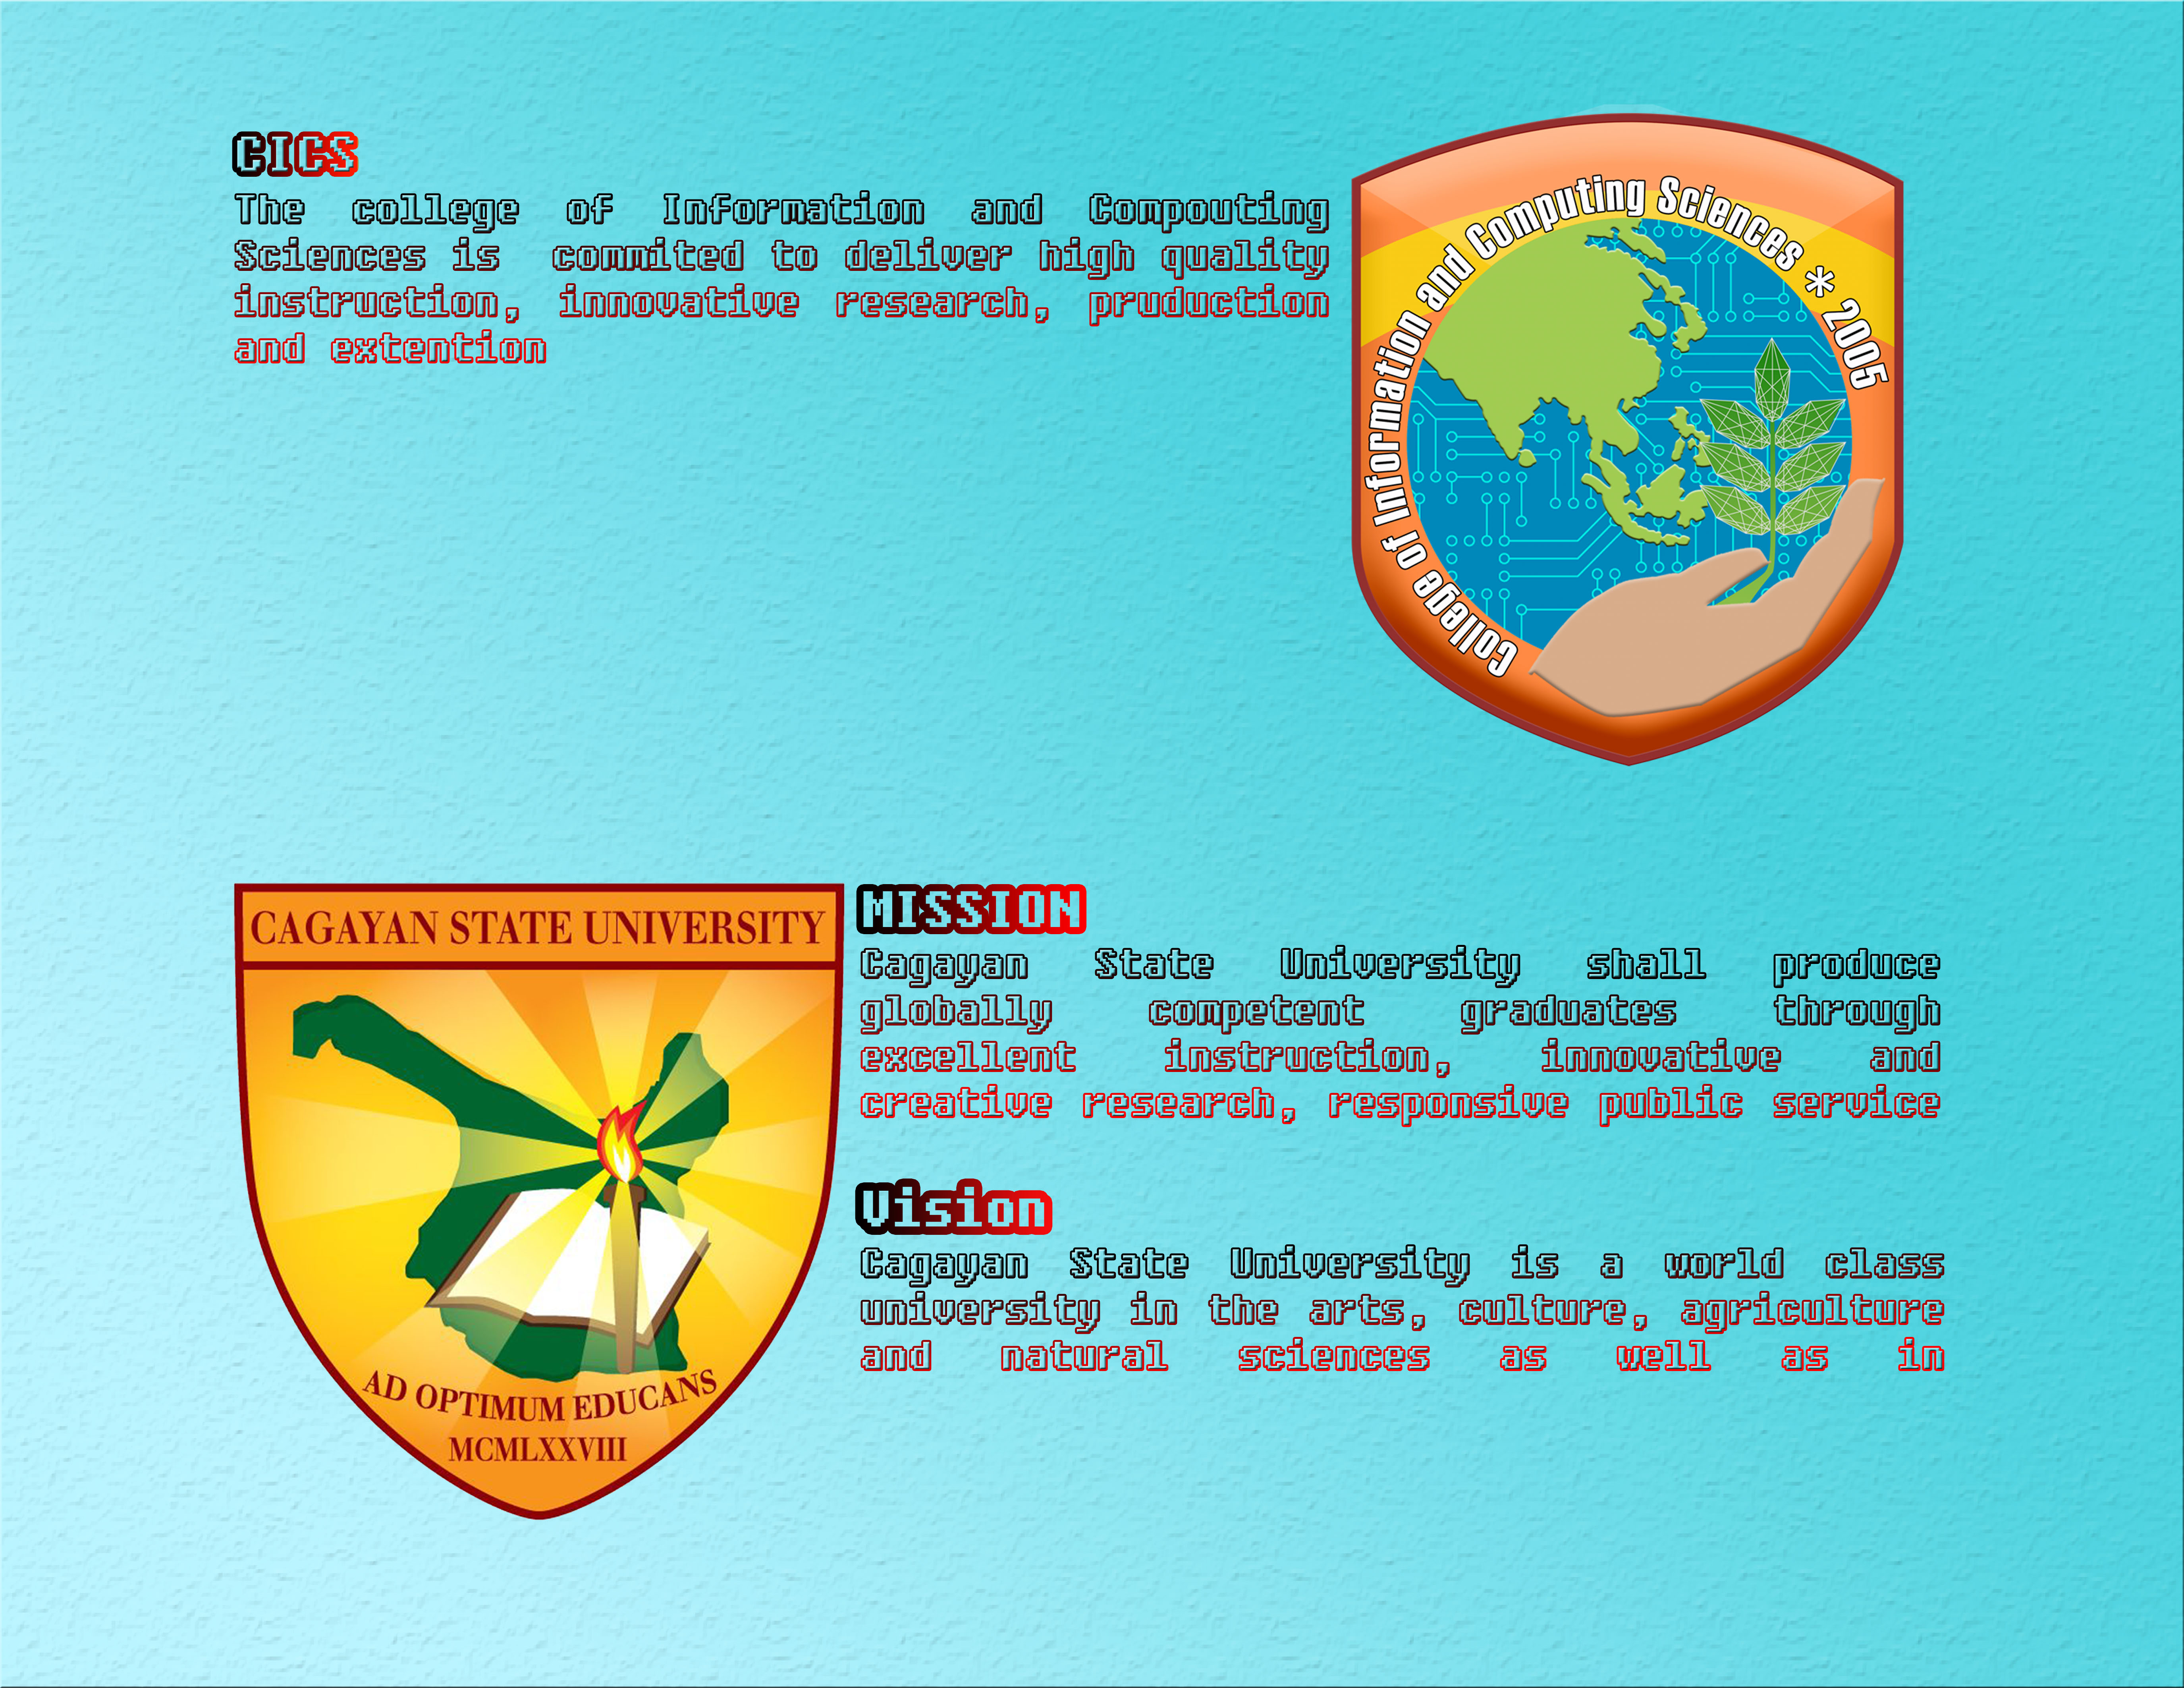 CICS
The college of Information and Compouting
Sciences is commited to deliver high quality
instruction, innovative research, pruduction
and extention
College of Information and Computing Sciences * 2005
CAGAYAN STATE UNIVERSITY
AD OPTIMUM EDUCANS
MCMLXXVIII
MISSION
Cagayan State University shall produce
globally competent graduates through
excellent instruction, innovative and
creative research, responsive public service
Vision
Cagayan State University is a world class
university in the arts, culture, agriculture
and natural sciences as well as in